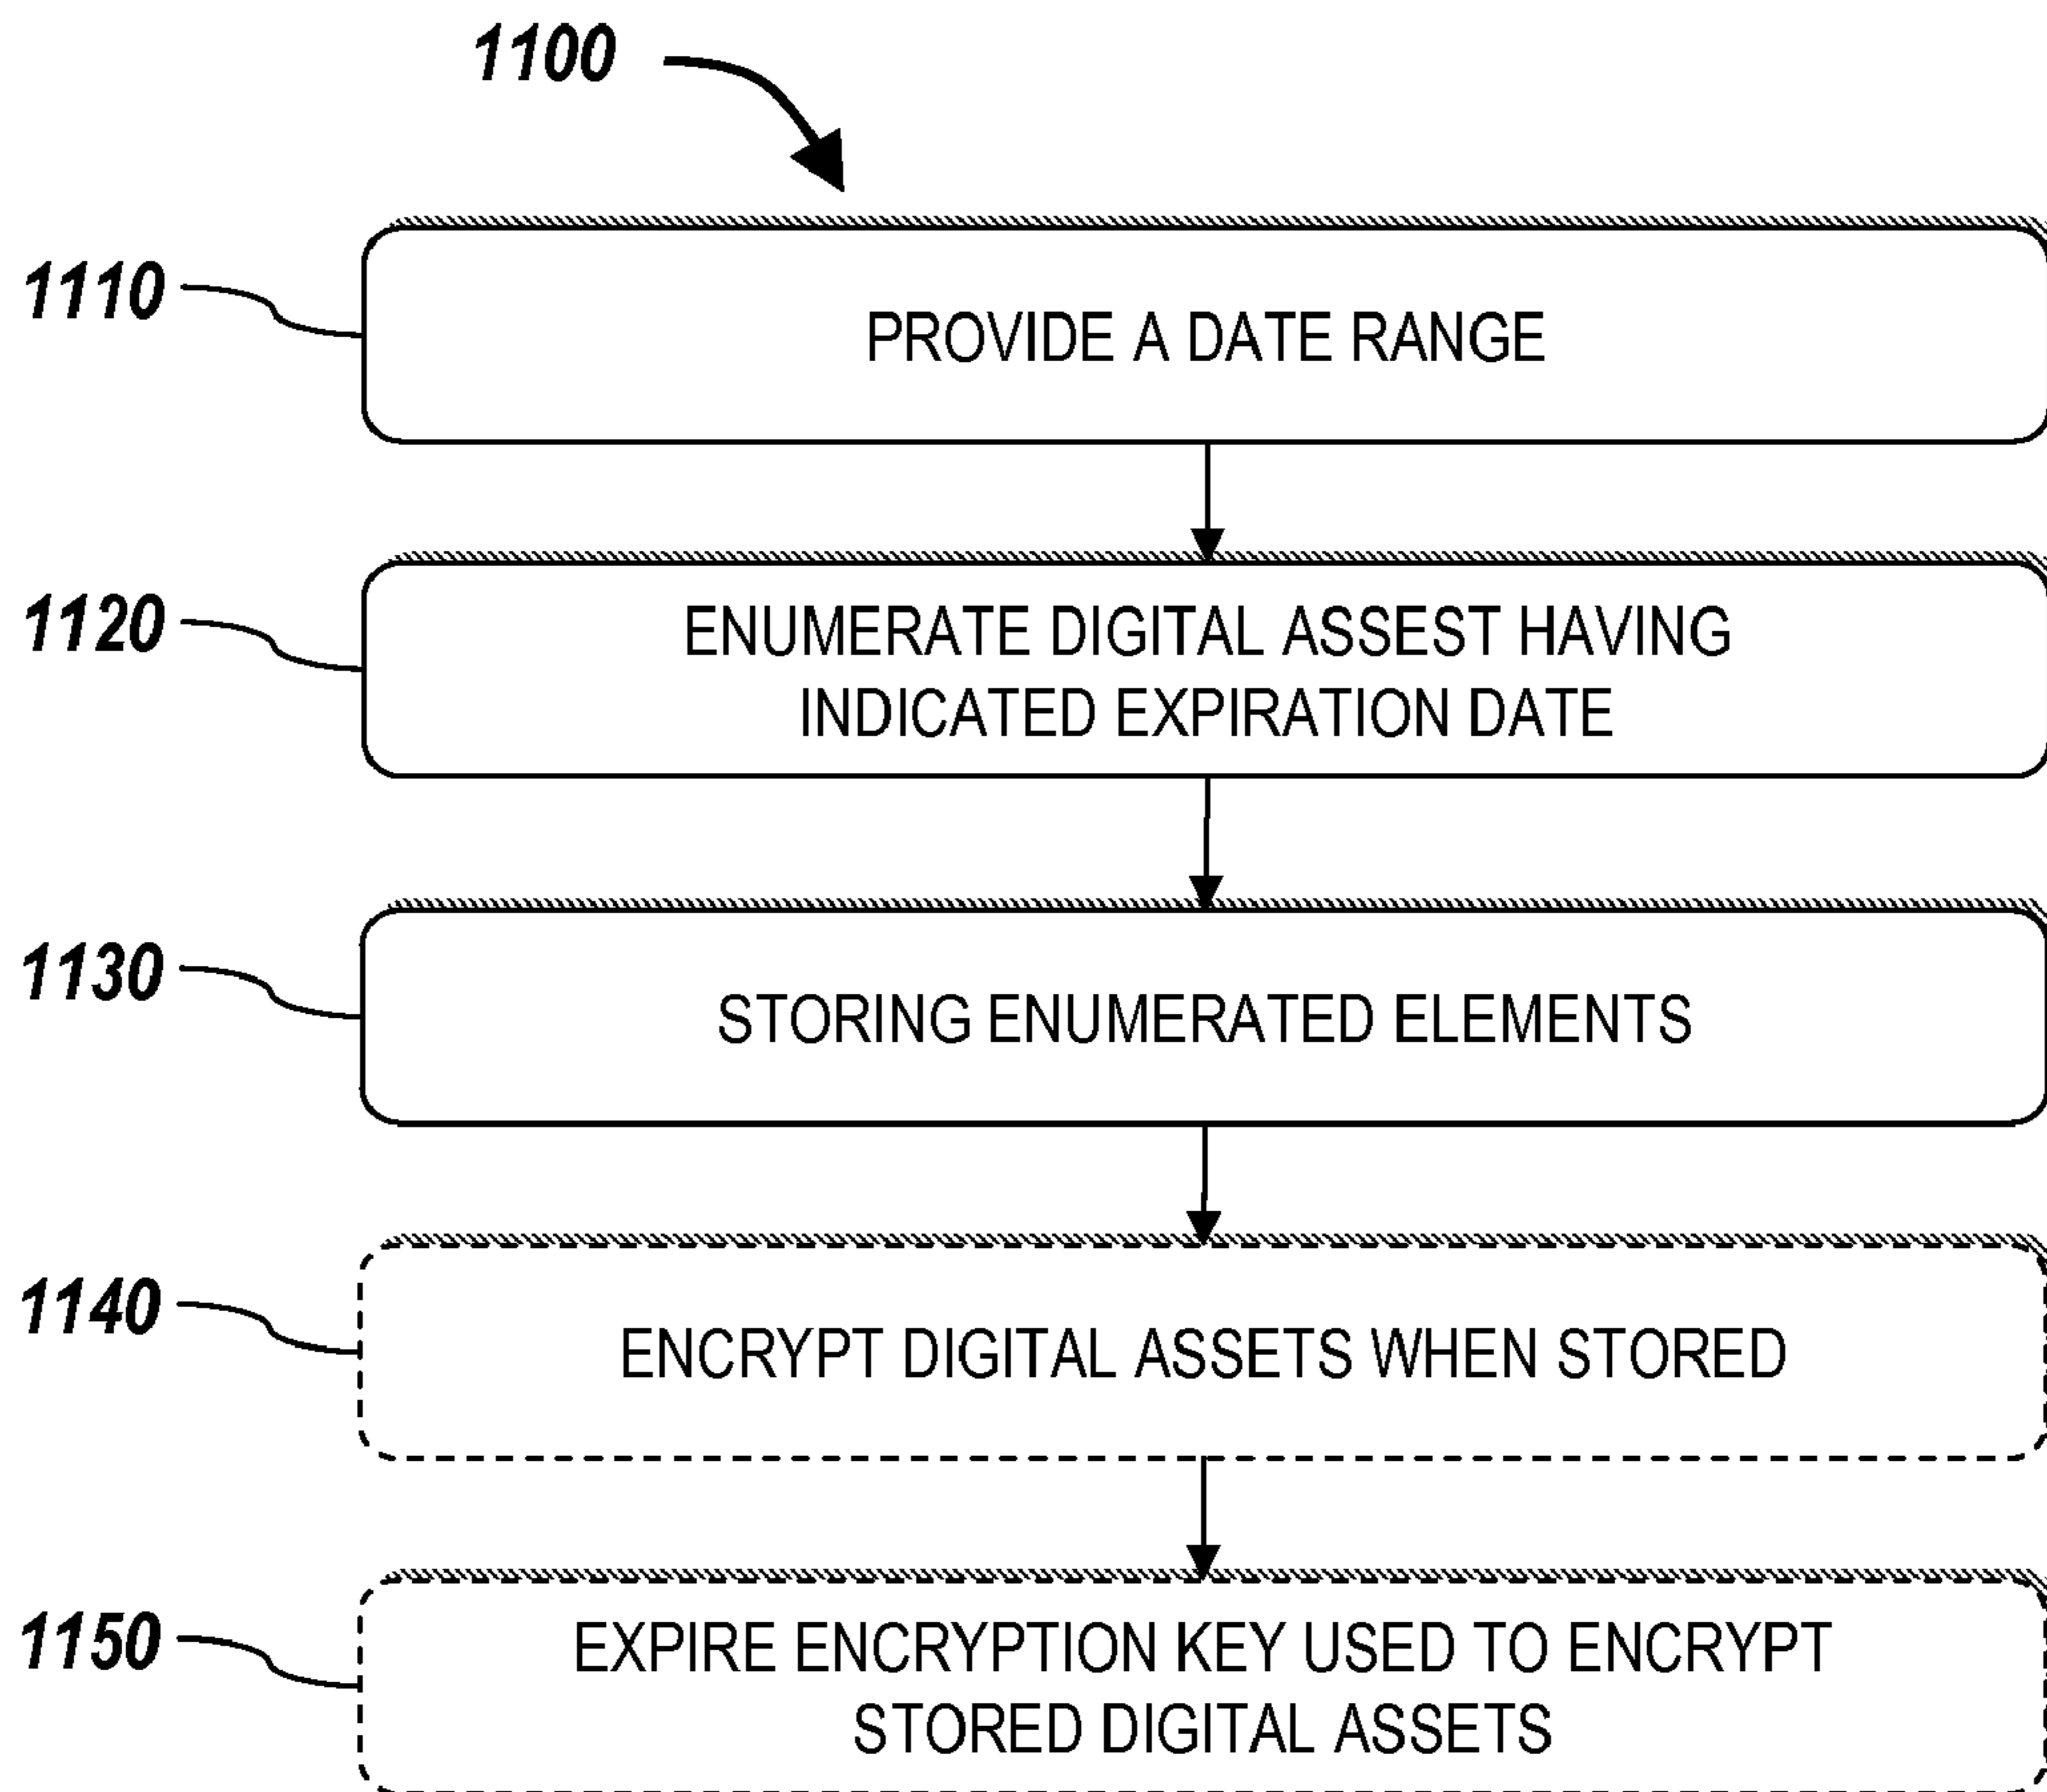 1100
1110
PROVIDE A DATE RANGE
1120
ENUMERATE DIGITAL ASSEST HAVING
INDICATED EXPIRATION DATE
1130
STORING ENUMERATED ELEMENTS
1140
ENCRYPT DIGITAL ASSETS WHEN STORED
1150
EXPIRE ENCRYPTION KEY USED TO ENCRYPT
STORED DIGITAL ASSETS